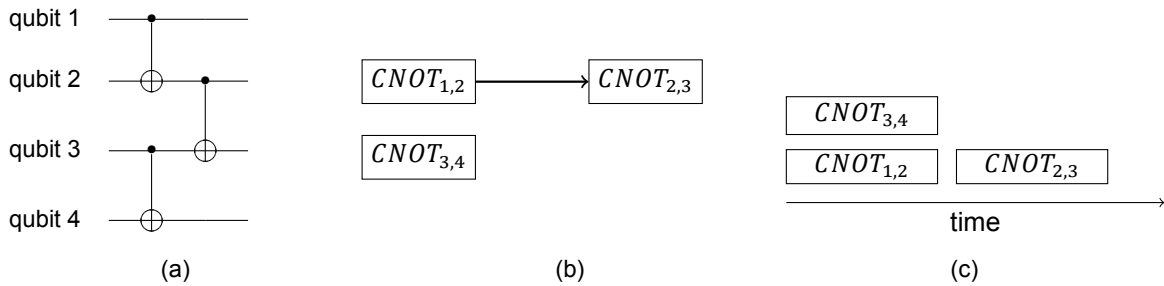 qubit 1
qubit 2
qubit 3
qubit 4
(a)
CNOT1,2
CNOT2,3
CNOT3,4
(b)
CNOT3,4
CNOT1,2
CNOT2,3
time
(c)